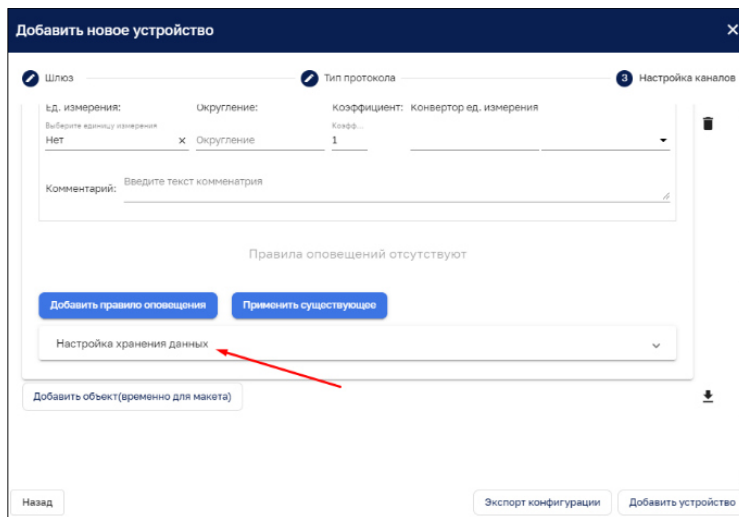 Добавить новое устройство
Шлюз
Тип протокола
3 Настройка каналов
Ед. измерения: Округление: Коэффициент: Конвертор ед. измерения
Выберите единицу измерения Коэфф...
Нет Округление 1
Комментарий: Введите текст комменатрия
Правила оповещений отсутствуют
Добавить правило оповещения Применить существующее
Настройка хранения данных
Добавить объект(временно для макета)
Назад Экспорт конфигурации Добавить устройство